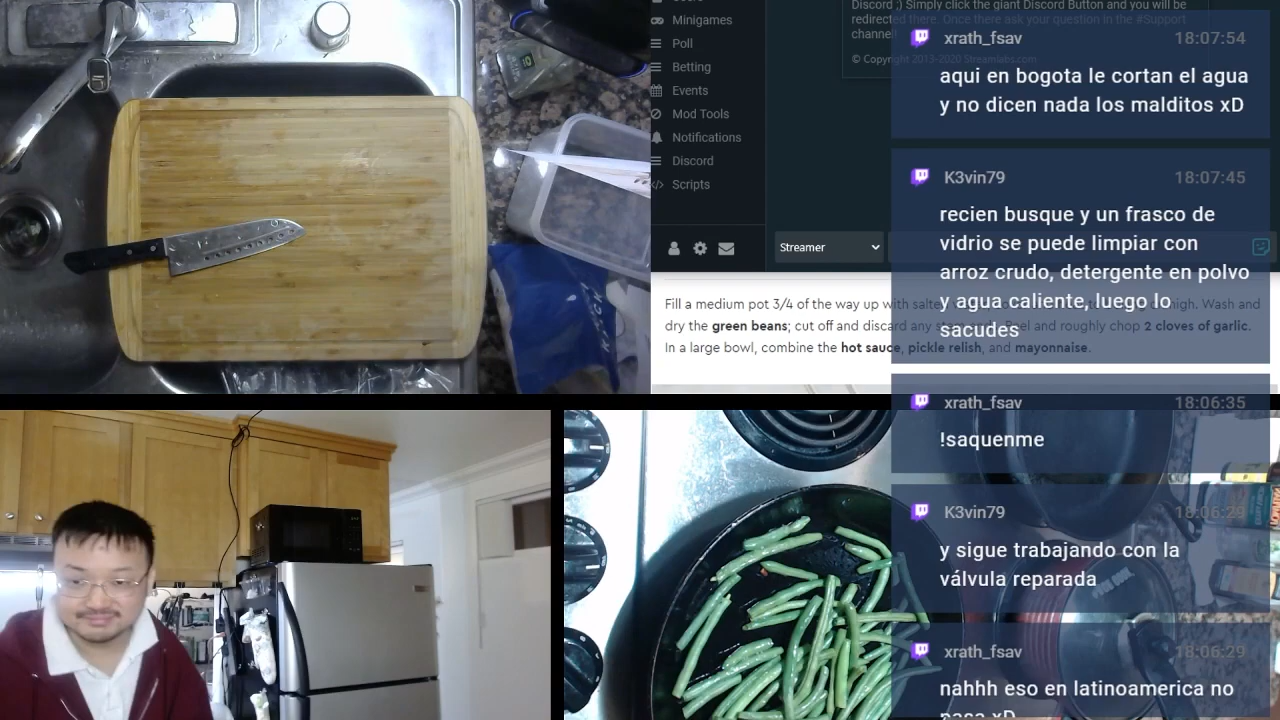 Discord ;) Simply click the giant Discord Button and you will be
redirected there. Once there ask your question in the #Support
channel!
© Copyright 2013-2020 Streamlabs.com
Minigames
Poll
Betting
Events
Mod Tools
Notifications
Discord
Scripts
Streamer
Fill a medium pot 3/4 of the way up with salted high. Wash and
dry the green beans; cut off and discard any and roughly chop 2 cloves of garlic.
In a large bowl, combine the hot sauce, pickle relish, and mayonnaise.
xrath_fsav 18:07:54
aqui en bogota le cortan el agua
y no dicen nada los malditos xD
K3vin79 18:07:45
recien busque y un frasco de
vidrio se puede limpiar con
arroz crudo, detergente en polvo
y agua caliente, luego lo
sacudes
xrath_fsav 18:06:35
!saquenme
K3vin79 18:06:29
y sigue trabajando con la
válvula reparada
xrath_fsav 18:06:29
nahhh eso en latinoamerica no
pasa xD